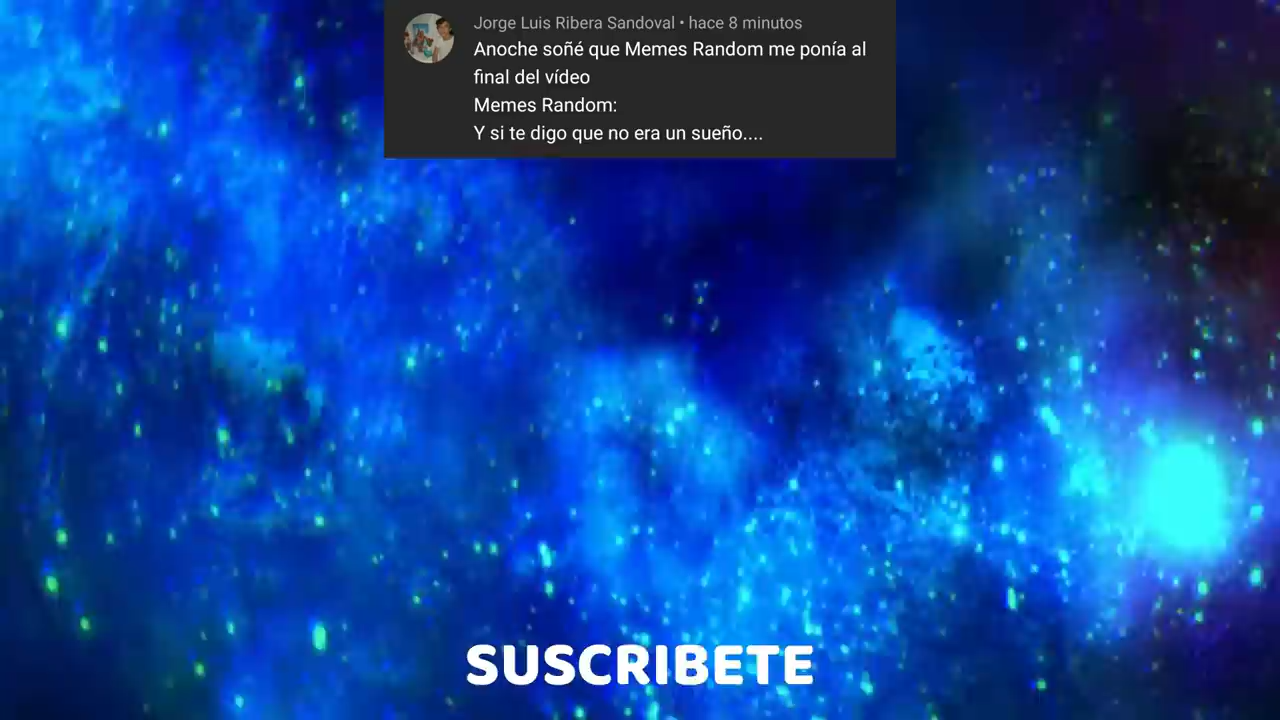 Jorge Luis Ribera Sandoval • hace 8 minutos
Anoche soñé que Memes Random me ponía al
final del vídeo
Memes Random:
Y si te digo que no era un sueño....
SUSCRIBETE